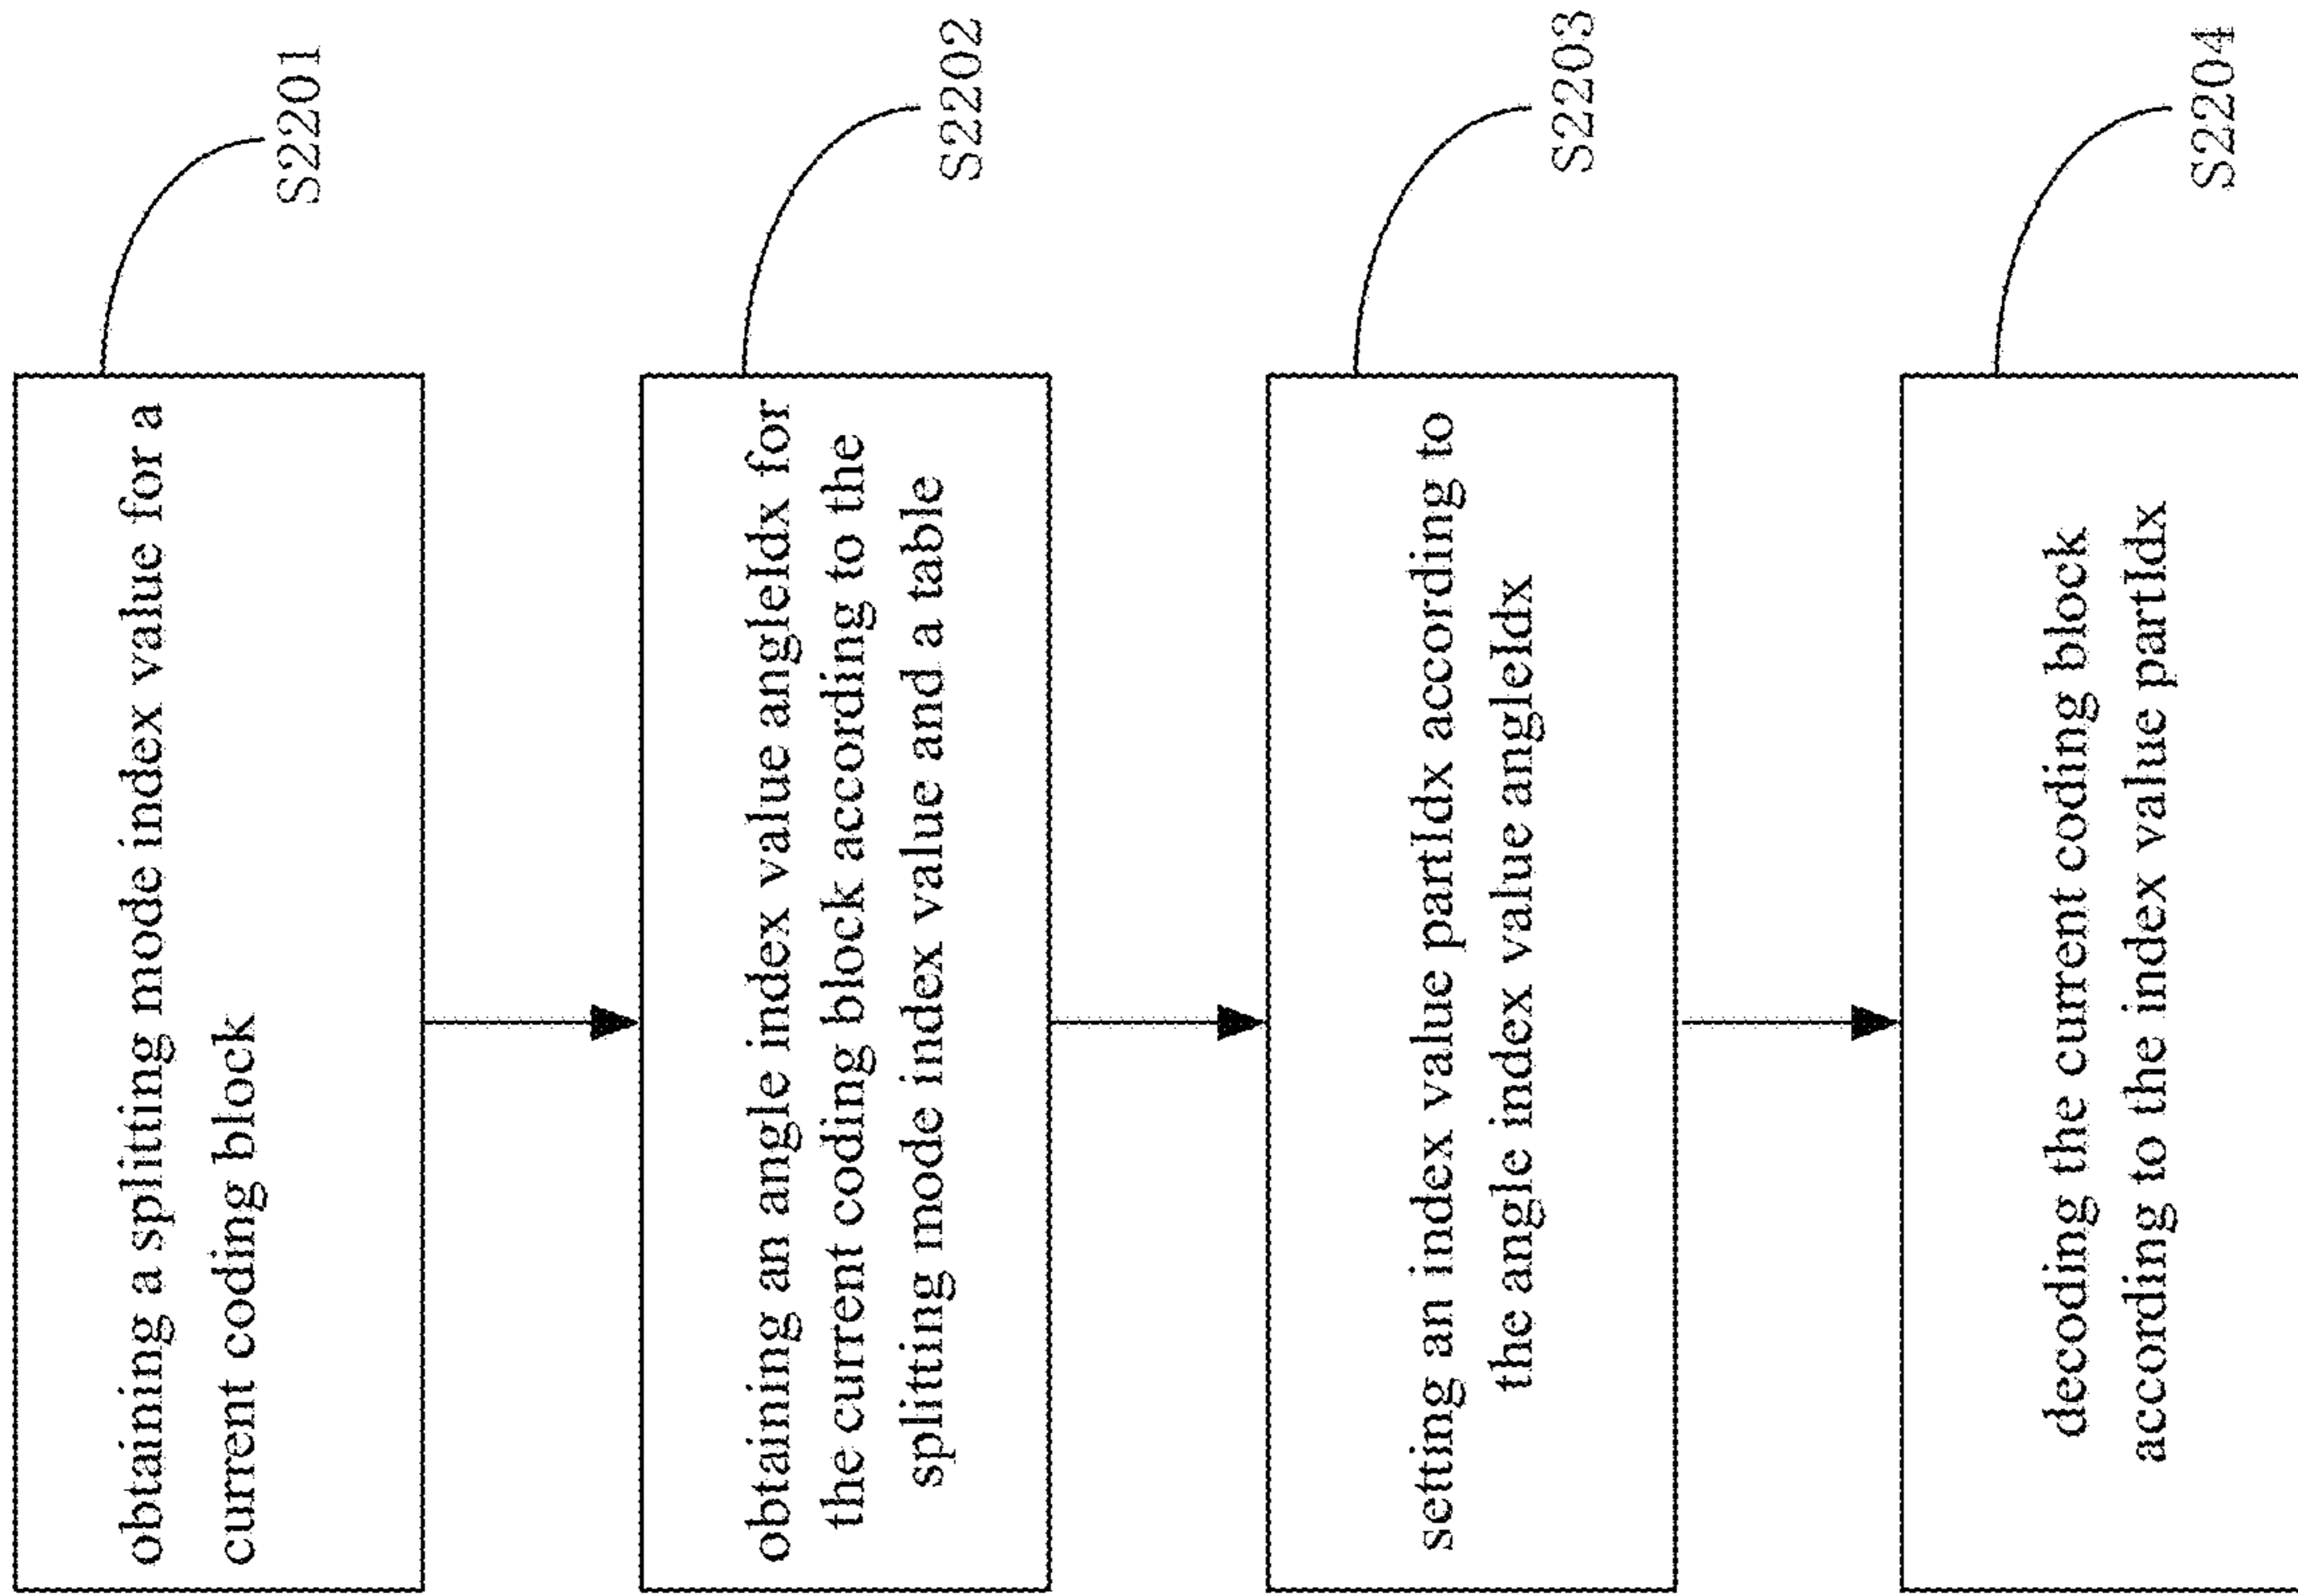 obtaining a splitting mode index value for a
current coding block
S2201
obtaining an angle index value angleIdx for
the current coding block according to the
splitting mode index value and a table
S2202
setting an index value partIdx according to
the angle index value angleIdx
S2203
decoding the current coding block
according to the index value partIdx
S2204